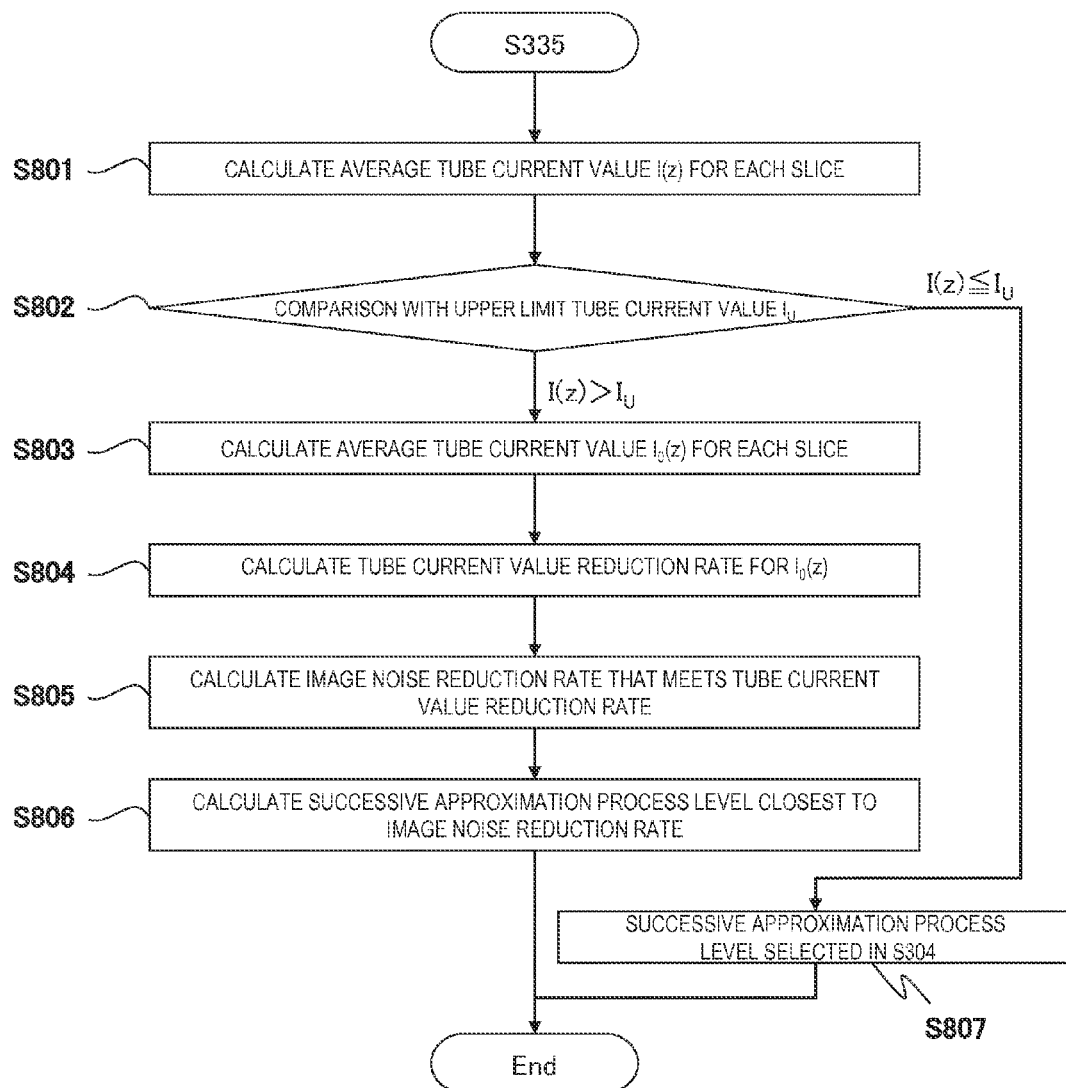 S335
S801
CALCULATE AVERAGE TUBE CURRENT VALUE I(z) FOR EACH SLICE
S802
COMPARISON WITH UPPER LIMIT TUBE CURRENT VALUE I_U
I(z)≦I_U
I(z)>I_U
S803
CALCULATE AVERAGE TUBE CURRENT VALUE I₀(z) FOR EACH SLICE
S804
CALCULATE TUBE CURRENT VALUE REDUCTION RATE FOR I₀(z)
S805
CALCULATE IMAGE NOISE REDUCTION RATE THAT MEETS TUBE CURRENT
VALUE REDUCTION RATE
S806
CALCULATE SUCCESSIVE APPROXIMATION PROCESS LEVEL CLOSEST TO
IMAGE NOISE REDUCTION RATE
SUCCESSIVE APPROXIMATION PROCESS
LEVEL SELECTED IN S304
S807
End